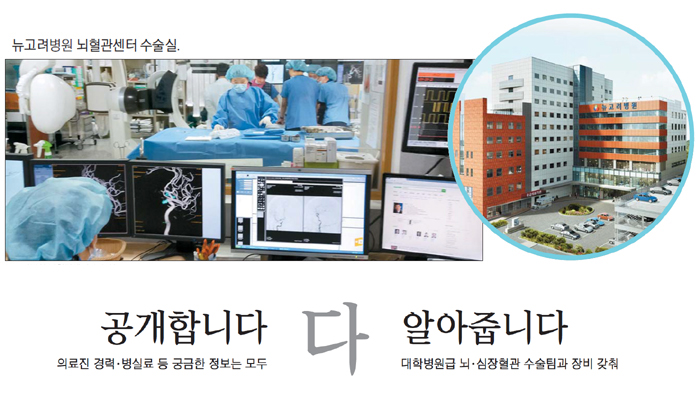 뉴고려병원 뇌혈관센터 수술실.
뉴고려병원
공개합니다
다
알아줍니다
의료진 경력·병실료 등 궁금한 정보는 모두
대학병원급 뇌·심장혈관 수술팀과 장비 갖춰